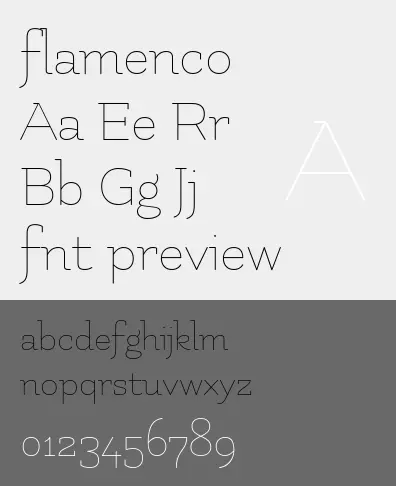 flamenco
Aa Ee Rr
A
Bb Gg Jj
fnt preview
abcdefghijklm
nopqrstuvwxyz
0123456789